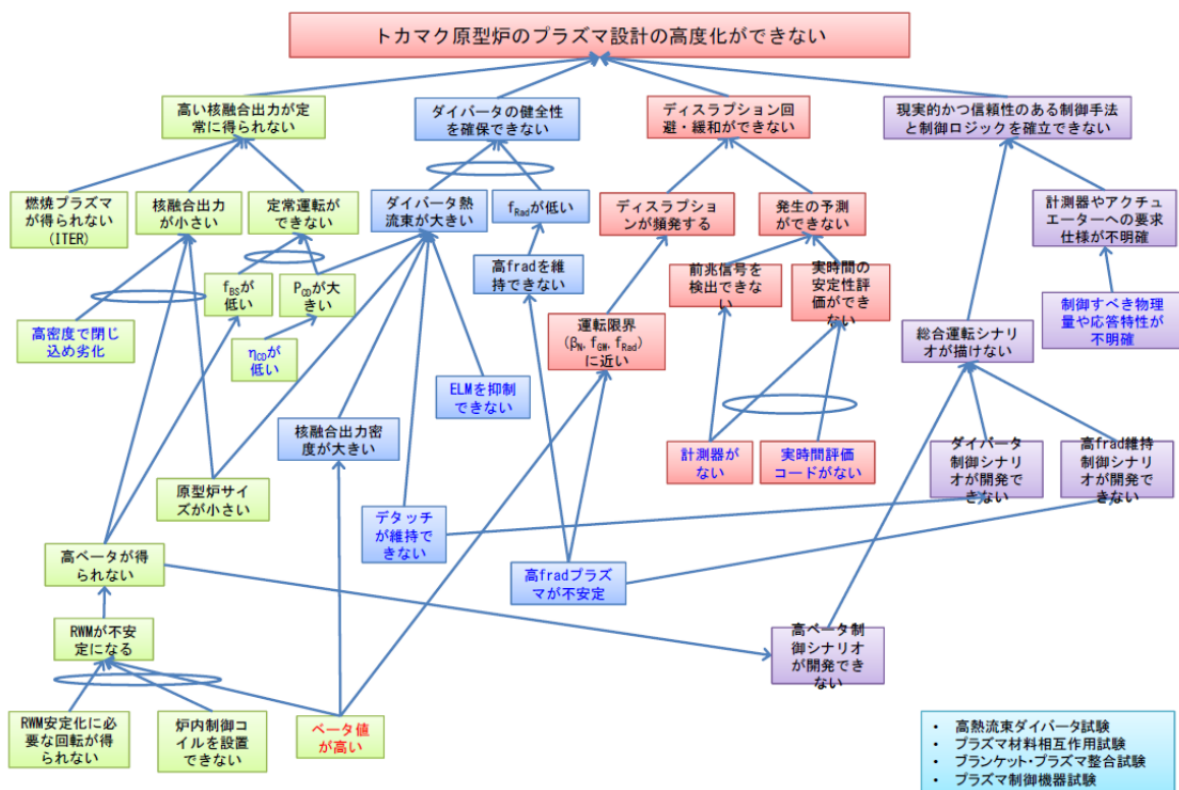 トカマク原型炉のプラズマ設計の高度化ができない
高い核融合出力が定
常に得られない
ダイバータの健全性
を確保できない
ディスラプション回
避・緩和ができない
現実的かつ信頼性のある制御手法
と制御ロジックを確立できない
燃焼プラズマ
が得られない
(ITER)
核融合出力
が小さい
定常運転が
できない
ダイバータ熱
流束が大きい
fRadが低い
ディスラプショ
ンが頻発する
発生の予測
ができない
計測器やアクチュ
エーターへの要求
仕様が不明確
fBSが
低い
PCDが大
きい
高fradを維
持できない
前兆信号を
検出できな
い
実時間の
安定性評
価ができな
い
高密度で閉じ
込め劣化
ηCDが
低い
運転限界
(βN, fGW, fRad)
に近い
総合運転シナリ
オが描けない
制御すべき物理
量や応答特性が
不明確
ELMを抑制
できない
核融合出力密
度が大きい
計測器が
ない
実時間評価
コードがない
ダイバータ
制御シナリ
オが開発で
きない
高frad維持
制御シナリ
オが開発で
きない
原型炉サイ
ズが小さい
デタッチ
が維持で
きない
高ベータが得
られない
高fradプラズ
マが不安定
RWMが不安
定になる
高ベータ制
御シナリオ
が開発でき
ない
RWM安定化に必
要な回転が得
られない
炉内制御コ
イルを設置
できない
ベータ値
が高い
• 高熱流束ダイバータ試験
• プラズマ材料相互作用試験
• ブランケット・プラズマ整合試験
• プラズマ制御機器試験